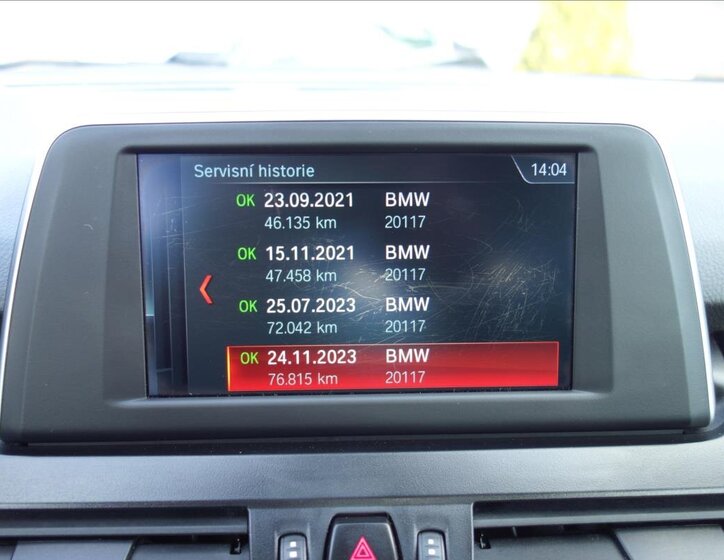 Servisní historie 14:04
OK 23.09.2021 BMW
46.135 km 20117
OK 15.11.2021 BMW
47.458 km 20117
OK 25.07.2023 BMW
72.042 km 20117
OK 24.11.2023 BMW
76.815 km 20117